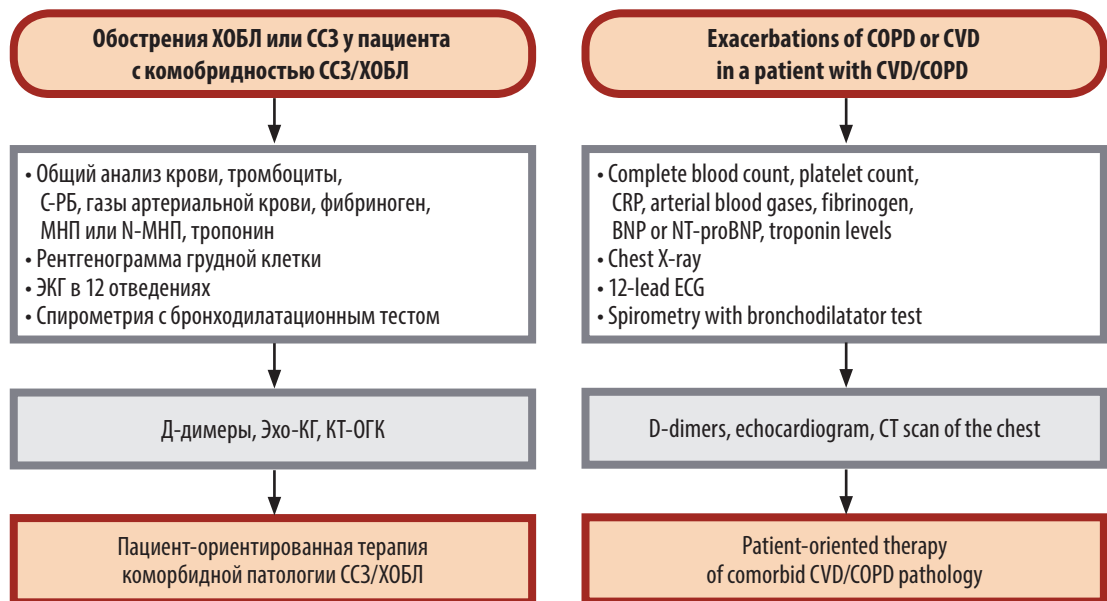 Обострения ХОБЛ или ССЗ у пациента
с комобридностью ССЗ/ХОБЛ
• Общий анализ крови, тромбоциты,
С-РБ, газы артериальной крови, фибриноген,
МНП или N-МНП, тропонин
• Рентгенограмма грудной клетки
• ЭКГ в 12 отведениях
• Спирометрия с бронходилатационным тестом
Д-димеры, Эхо-КГ, КТ-ОГК
Пациент-ориентированная терапия
коморбидной патологии ССЗ/ХОБЛ
Exacerbations of COPD or CVD
in a patient with CVD/COPD
• Complete blood count, platelet count,
CRP, arterial blood gases, fibrinogen,
BNP or NT-proBNP, troponin levels
• Chest X-ray
• 12-lead ECG
• Spirometry with bronchodilatator test
D-dimers, echocardiogram, CT scan of the chest
Patient-oriented therapy
of comorbid CVD/COPD pathology